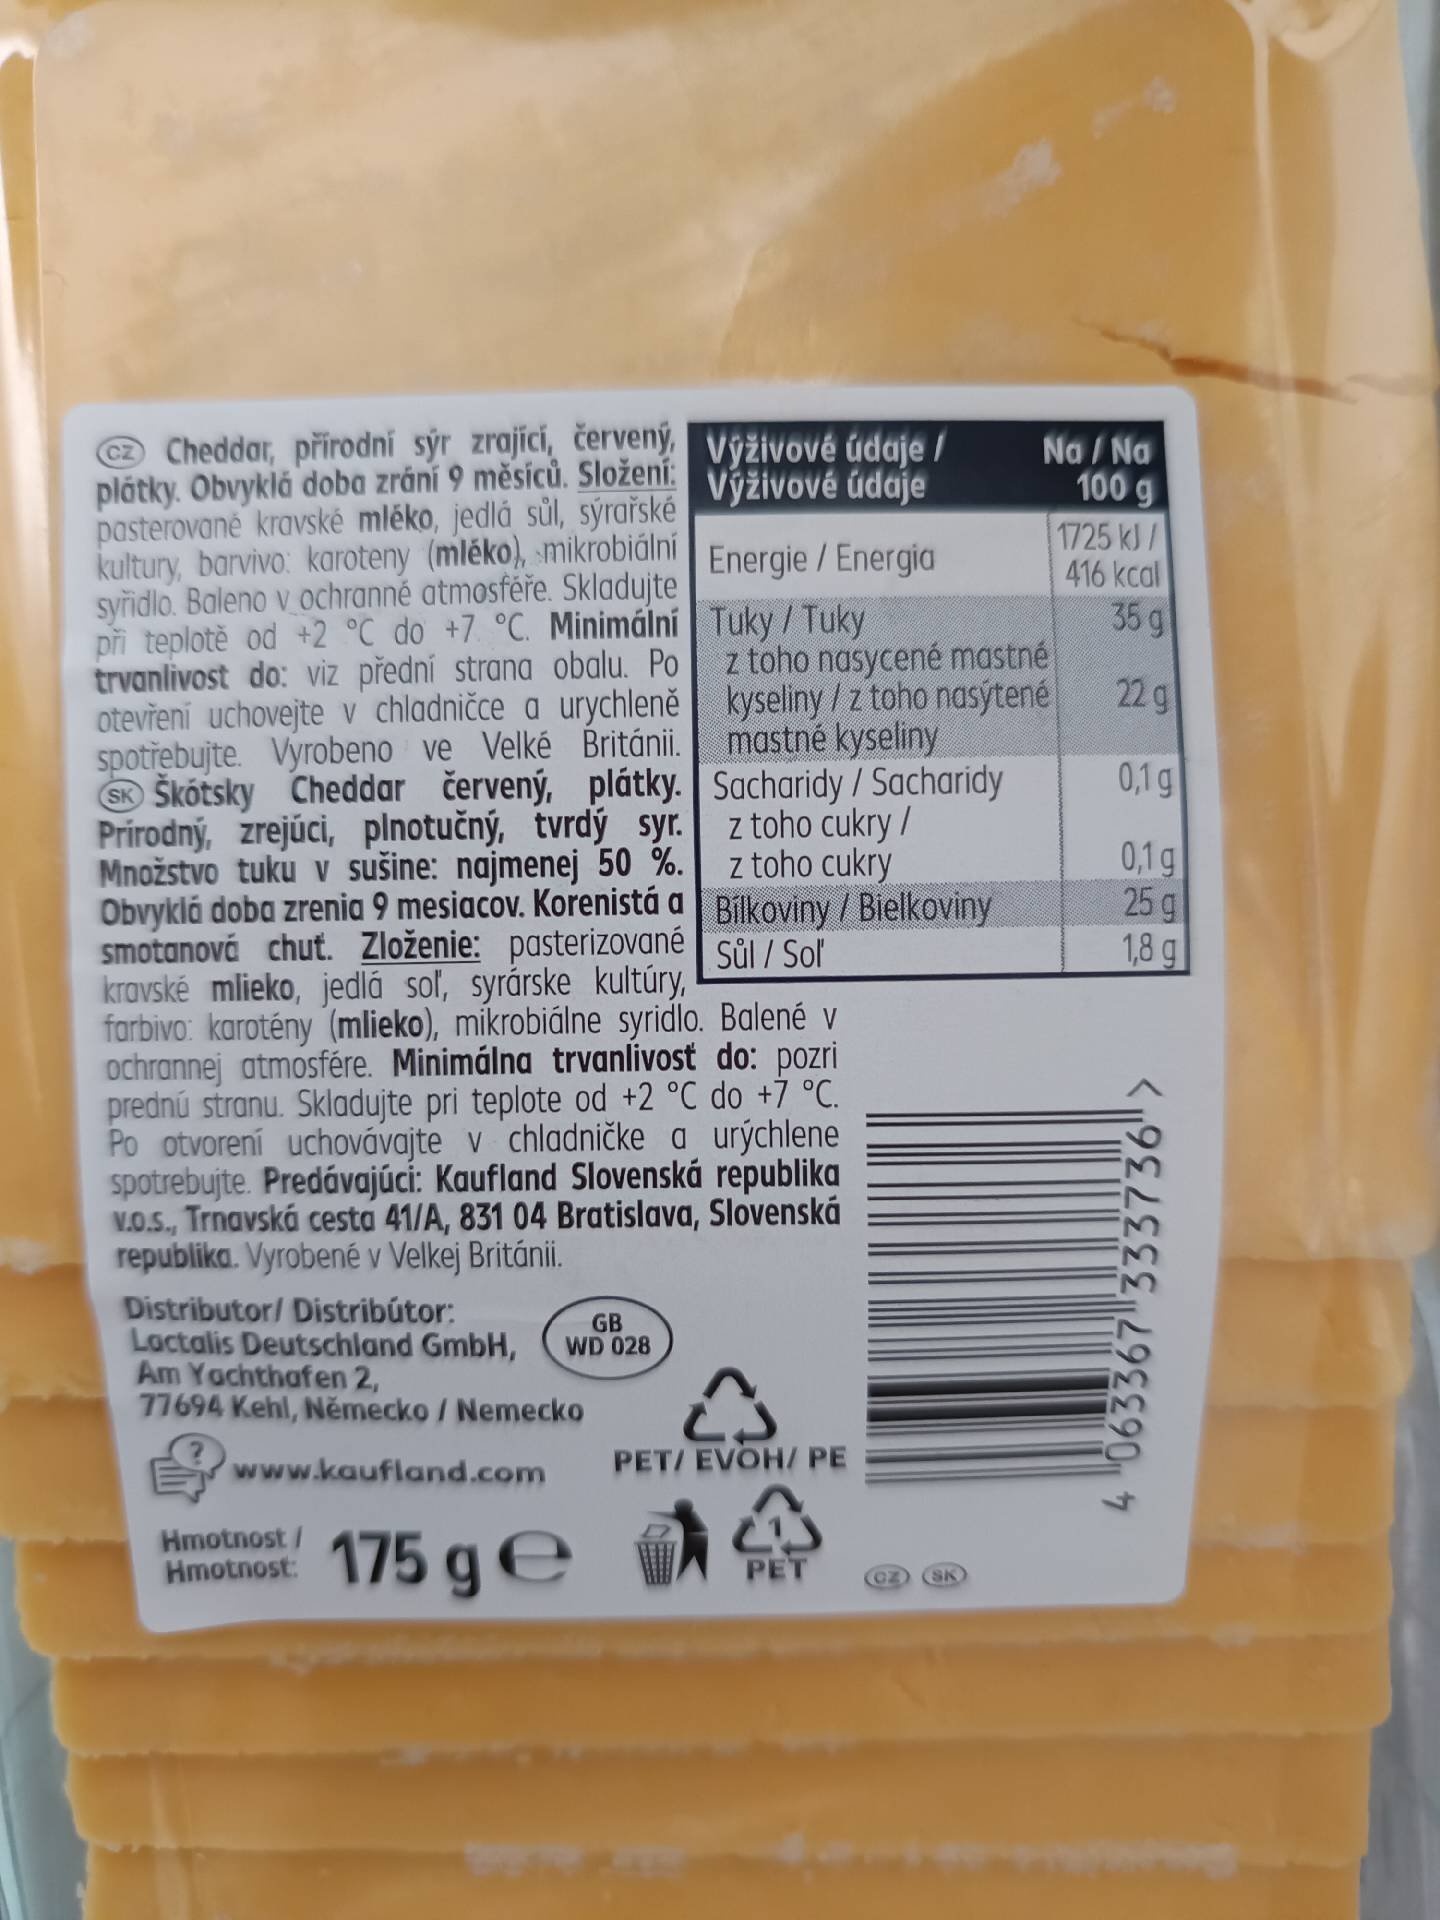 CZ Cheddar, přírodní sýr zrající, červený,
plátky. Obvyklá doba zrání 9 měsíců. Složení:
pasterované kravské mléko, jedlá sůl, sýrařské
kultury, barvivo: karoteny (mléko), mikrobiální
syřidlo. Baleno v ochranné atmosféře. Skladujte
při teplotě od +2 °C do +7 °C. Minimální
trvanlivost do: viz přední strana obalu. Po
otevření uchovejte v chladničce a urychleně
spotřebujte. Vyrobeno ve Velké Británii.
SK Škótsky Cheddar červený, plátky.
Prírodný, zrejúci, plnotučný, tvrdý syr.
Množstvo tuku v sušine: najmenej 50 %.
Obvyklá doba zrenia 9 mesiacov. Korenistá a
smotanová chuť. Zloženie: pasterizované
kravské mlieko, jedlá soľ, syrárske kultúry,
farbivo: karotény (mlieko), mikrobiálne syridlo. Balené v
ochrannej atmosfére. Minimálna trvanlivosť do: pozri
prednú stranu. Skladujte pri teplote od +2 °C do +7 °C.
Po otvorení uchovávajte v chladničke a urýchlene
spotrebujte. Predávajúci: Kaufland Slovenská republika
v.o.s., Trnavská cesta 41/A, 831 04 Bratislava, Slovenská
republika. Vyrobené v Velkej Británii.
Výživové údaje / Na / Na
Výživové údaje 100 g
Energie / Energia 1725 kJ /
416 kcal
Tuky / Tuky 35 g
z toho nasycené mastné
kyseliny / z toho nasýtené 22 g
mastné kyseliny
Sacharidy / Sacharidy 0,1 g
z toho cukry /
z toho cukry 0,1 g
Bílkoviny / Bielkoviny 25 g
Sůl / Soľ 1,8 g
Distributor/ Distribútor:
Lactalis Deutschland GmbH,
Am Yachthafen 2,
77694 Kehl, Německo / Nemecko
GB
WD 028
? www.kaufland.com
PET/ EVOH/ PE
Hmotnost /
Hmotnosť:
175 g e
1
PET
CZ SK
4 063367 333736 >